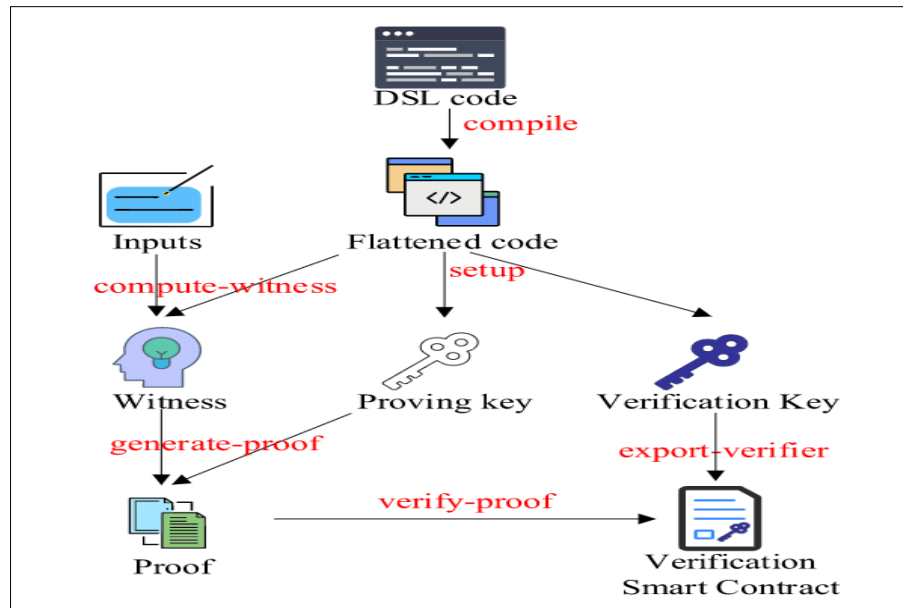 DSL code
compile
</>
Inputs
Flattened code
compute-witness
setup
Witness
Proving key
Verification Key
generate-proof
export-verifier
verify-proof
Proof
Verification
Smart Contract